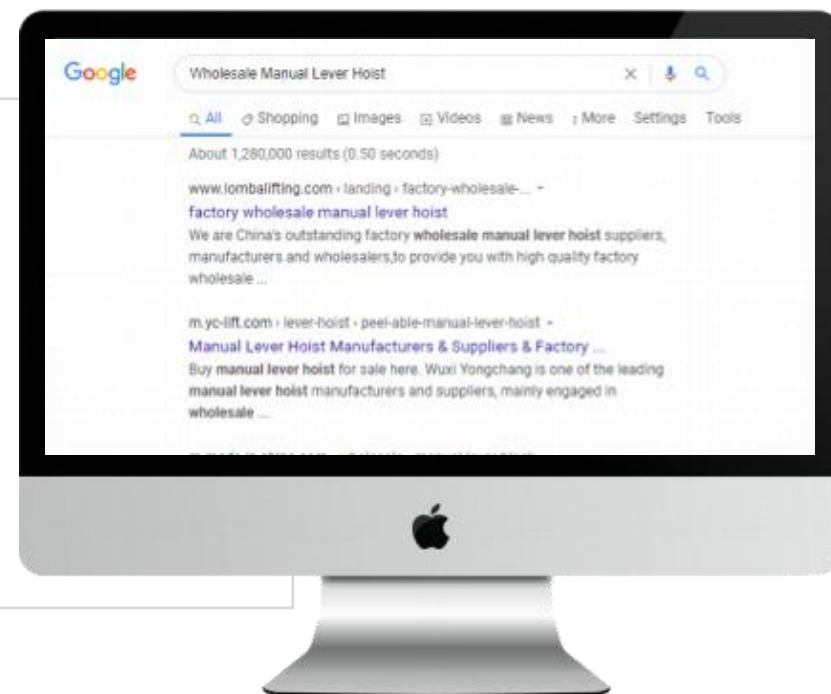 Google
Wholesale Manual Lever Hoist
All Shopping Images Videos News More Settings Tools
About 1,280,000 results (0.50 seconds)
www.lombalifting.com › landing › factory-wholesale-...
factory wholesale manual lever hoist
We are China's outstanding factory wholesale manual lever hoist suppliers,
manufacturers and wholesalers,to provide you with high quality factory
wholesale ...
m.yc-lift.com › lever-hoist › peel-able-manual-lever-hoist
Manual Lever Hoist Manufacturers & Suppliers & Factory ...
Buy manual lever hoist for sale here. Wuxi Yongchang is one of the leading
manual lever hoist manufacturers and suppliers, mainly engaged in
wholesale ...